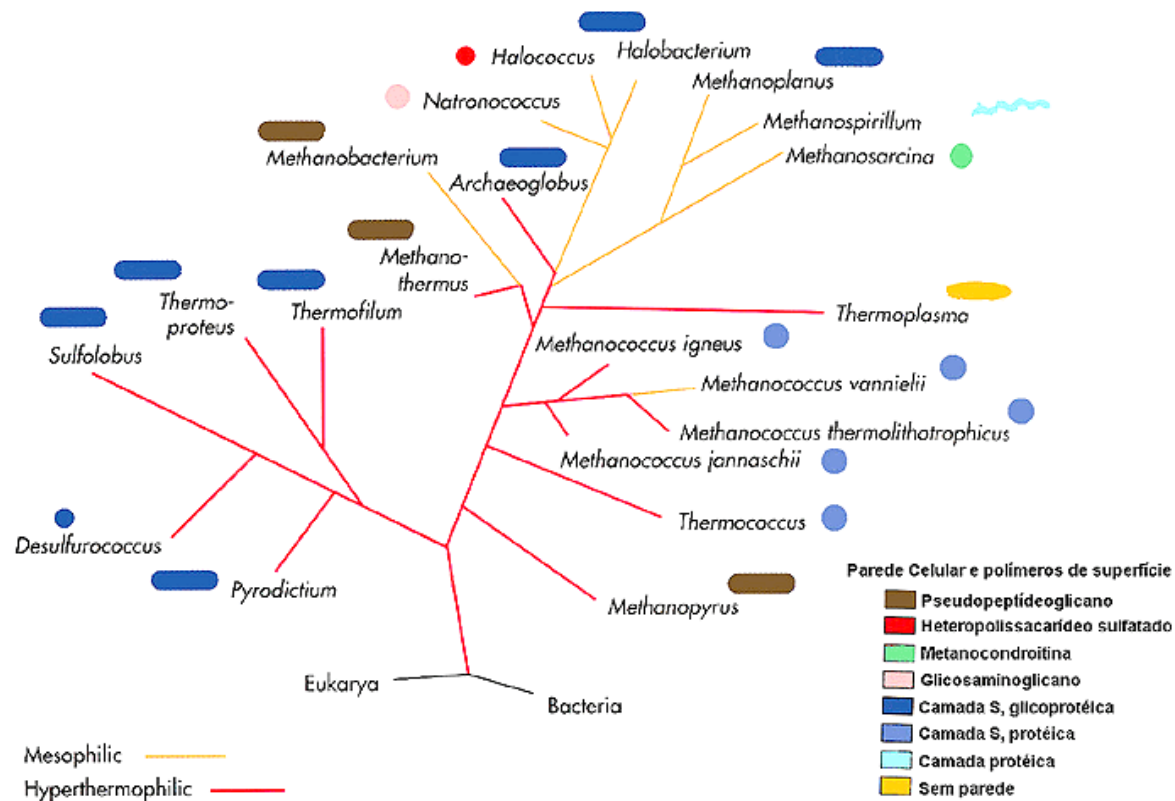 Halobacterium
Halococcus
Methanoplanus
Natronococcus
Methanospirillum
Methanobacterium
Methanosarcina
Archaeoglobus
Methano-
thermus
Thermo-
proteus
Thermofilum
Thermoplasma
Sulfolobus
Methanococcus igneus
Methanococcus vannielii
Methanococcus thermolithotrophicus
Methanococcus jannaschii
Thermococcus
Desulfurococcus
Pyrodictium
Methanopyrus
Eukarya
Bacteria
Parede Celular e polímeros de superfície
Pseudopeptídeoglicano
Heteropolissacarídeo sulfatado
Metanocondroitina
Glicosaminoglicano
Camada S, glicoprotéica
Camada S, protéica
Camada protéica
Sem parede
Mesophilic
Hyperthermophilic